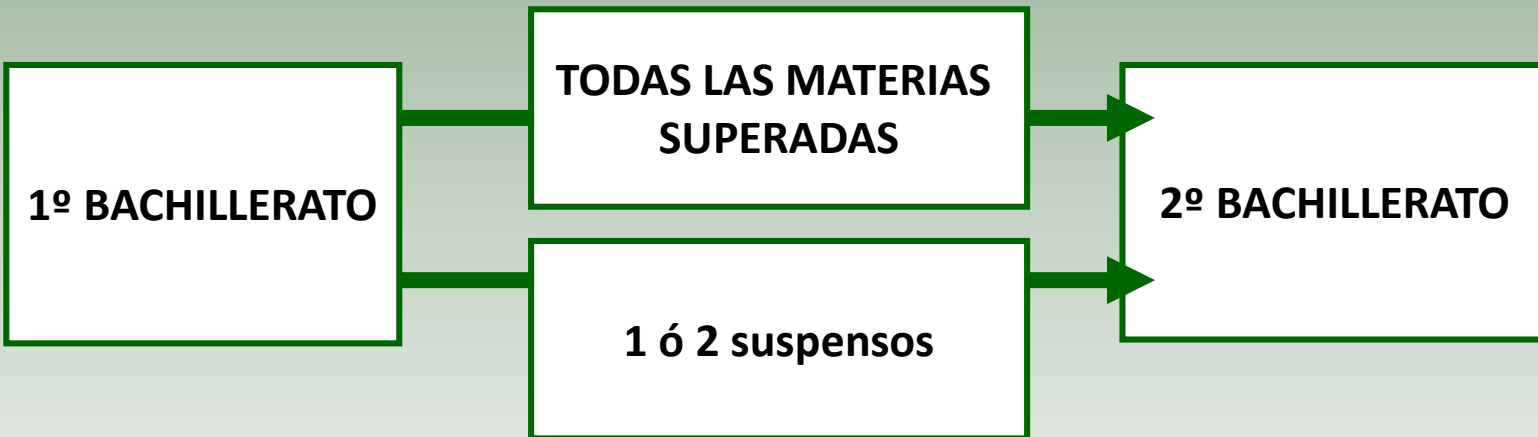 1º BACHILLERATO
TODAS LAS MATERIAS
SUPERADAS
1 ó 2 suspensos
2º BACHILLERATO